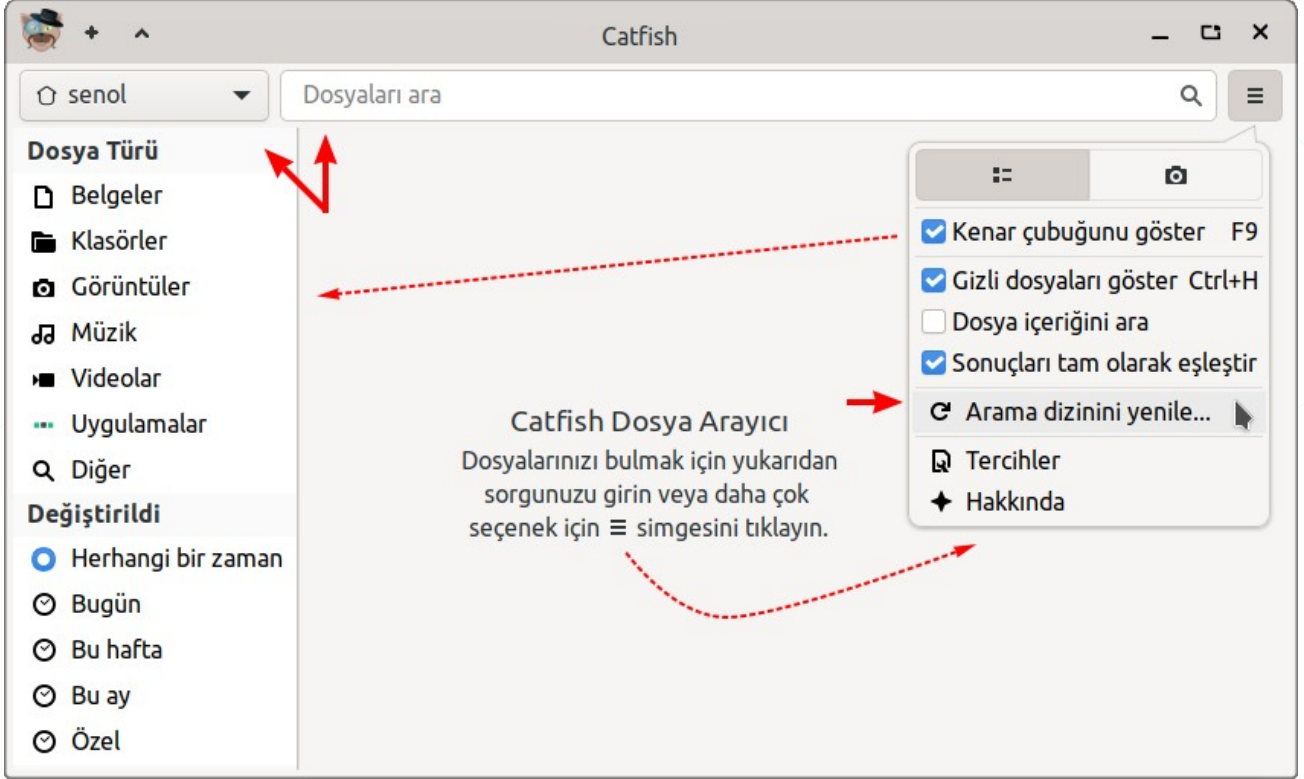 Catfish
senol
Dosyaları ara
Dosya Türü
Belgeler
Klasörler
Görüntüler
Müzik
Videolar
Uygulamalar
Diğer
Değiştirildi
Herhangi bir zaman
Bugün
Bu hafta
Bu ay
Özel
Catfish Dosya Arayıcı
Dosyalarınızı bulmak için yukarıdan
sorgunuzu girin veya daha çok
seçenek için ☰ simgesini tıklayın.
Kenar çubuğunu göster F9
Gizli dosyaları göster Ctrl+H
Dosya içeriğini ara
Sonuçları tam olarak eşleştir
Arama dizinini yenile...
Tercihler
Hakkında